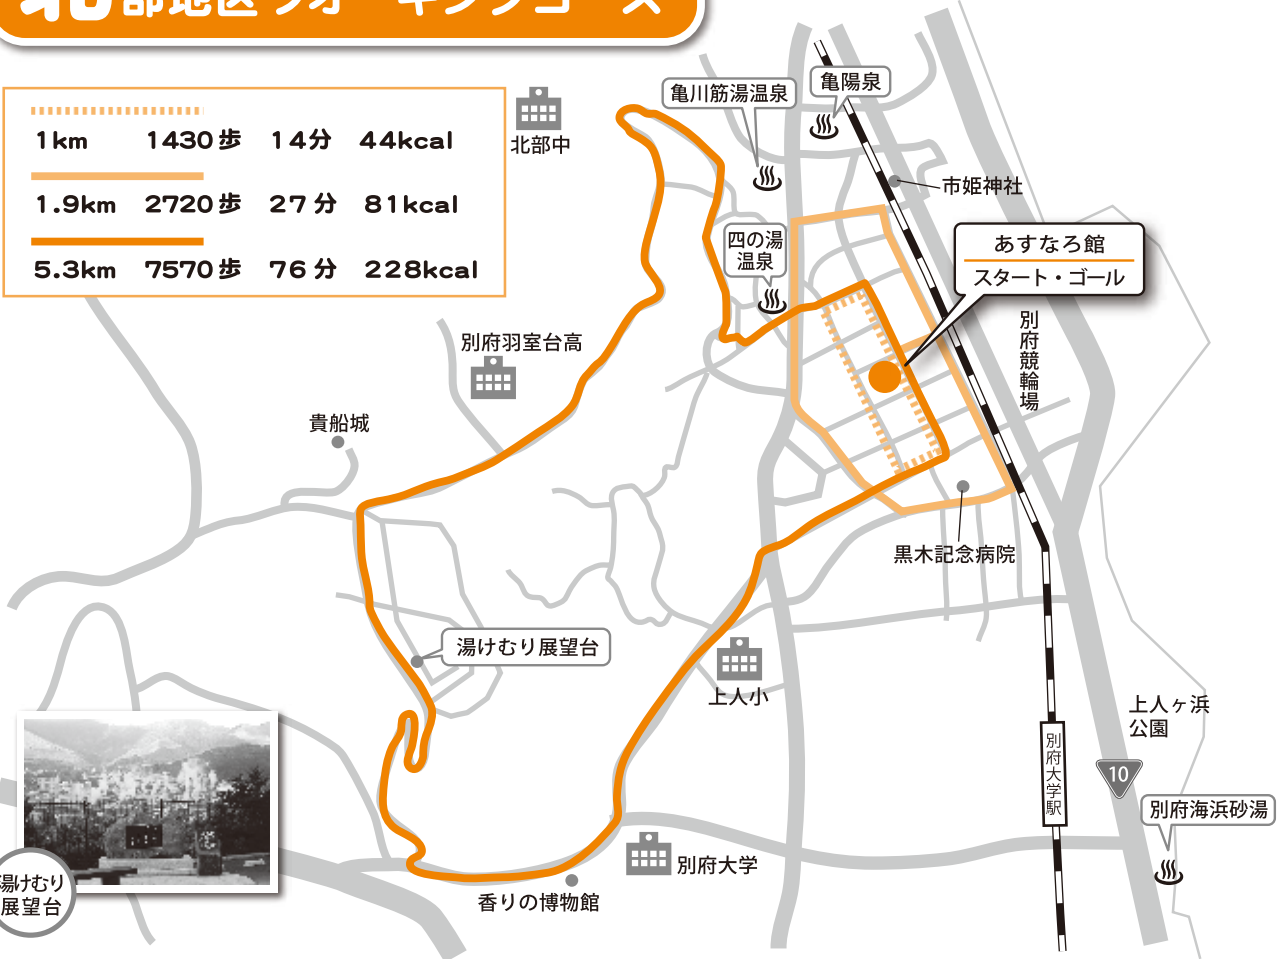 北部地区ウオーキングコース
1km 1430歩 14分 44kcal
1.9km 2720歩 27分 81kcal
5.3km 7570歩 76分 228kcal
北部中
亀川筋湯温泉
亀陽泉
市姫神社
四の湯
温泉
あすなろ館
スタート・ゴール
別府競輪場
別府羽室台高
貴船城
黒木記念病院
湯けむり展望台
上人小
上人ヶ浜
公園
別府大学駅
10
別府海浜砂湯
別府大学
香りの博物館
湯けむり
展望台